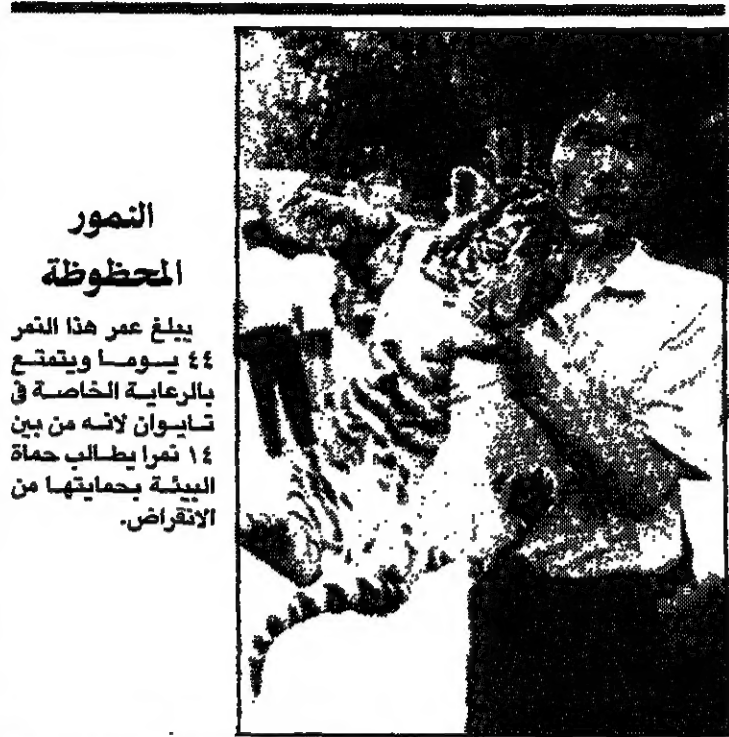 النمور
المحظوظة
يبلغ عمر هذا النمر
٤٤ يوما ويتمتع
بالرعاية الخاصة في
تايوان لانه من بين
١٤ نمرا يطالب حماة
البيئة بحمايتها من
الانقراض.